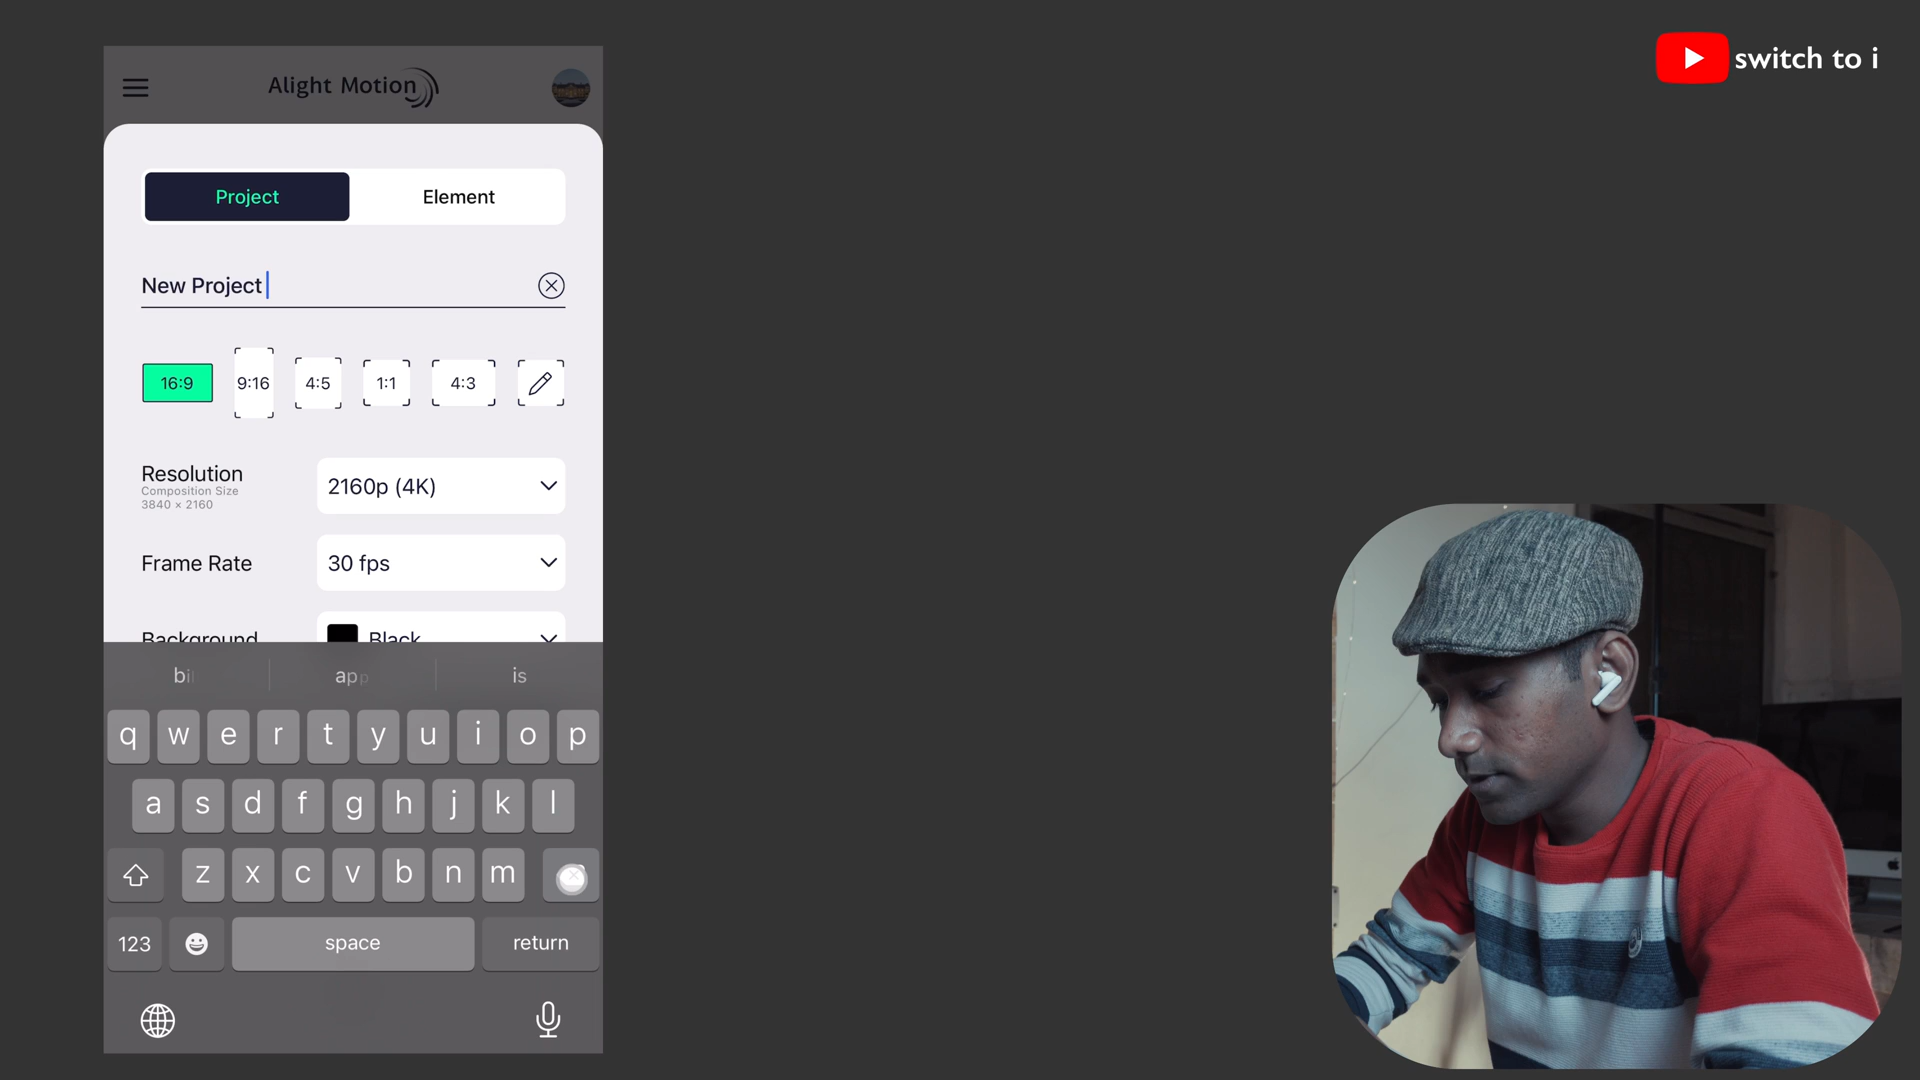 switch to i
Alight Motion
Project
Element
New Project
16:9
9:16
4:5
1:1
4:3
Resolution
Composition Size
3840 × 2160
2160p (4K)
Frame Rate
30 fps
Background
Black
bi
app
is
q w e r t y u i o p
a s d f g h j k l
z x c v b n m
123
space
return